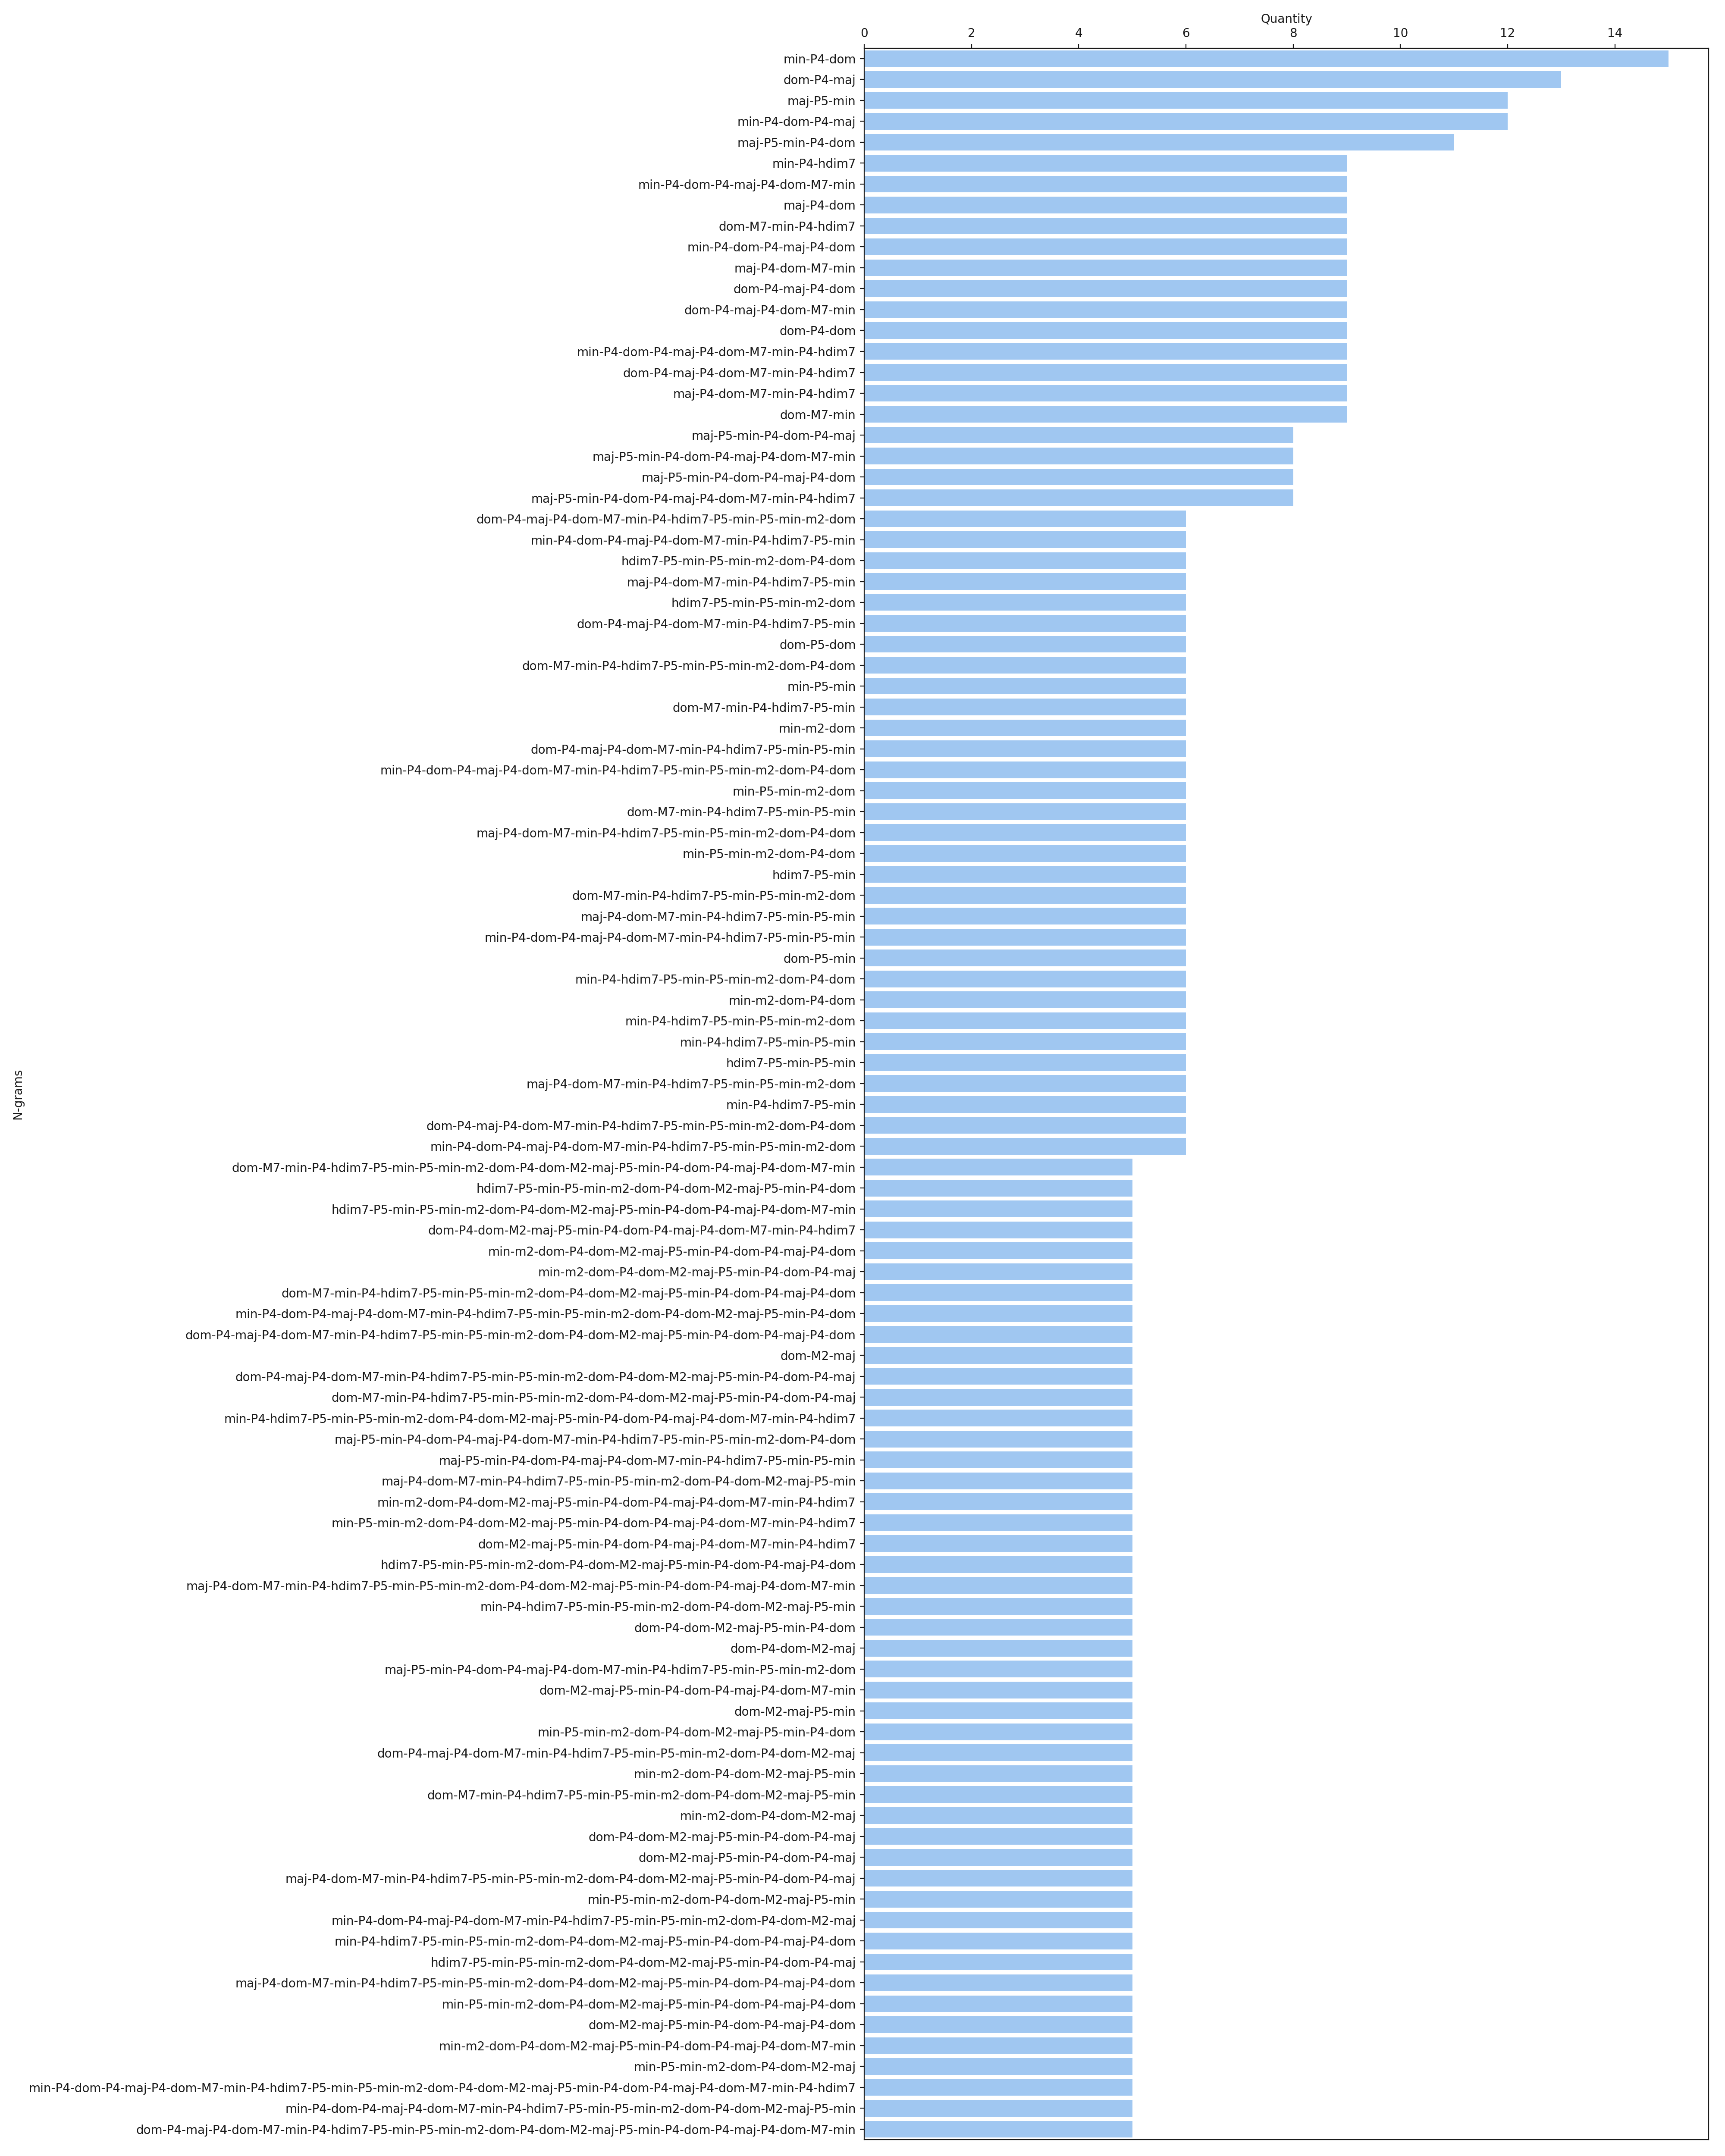 Quantity
0 2 4 6 8 10 12 14
min-P4-dom
dom-P4-maj
maj-P5-min
min-P4-dom-P4-maj
maj-P5-min-P4-dom
min-P4-hdim7
min-P4-dom-P4-maj-P4-dom-M7-min
maj-P4-dom
dom-M7-min-P4-hdim7
min-P4-dom-P4-maj-P4-dom
maj-P4-dom-M7-min
dom-P4-maj-P4-dom
dom-P4-maj-P4-dom-M7-min
dom-P4-dom
min-P4-dom-P4-maj-P4-dom-M7-min-P4-hdim7
dom-P4-maj-P4-dom-M7-min-P4-hdim7
maj-P4-dom-M7-min-P4-hdim7
dom-M7-min
maj-P5-min-P4-dom-P4-maj
maj-P5-min-P4-dom-P4-maj-P4-dom-M7-min
maj-P5-min-P4-dom-P4-maj-P4-dom
maj-P5-min-P4-dom-P4-maj-P4-dom-M7-min-P4-hdim7
dom-P4-maj-P4-dom-M7-min-P4-hdim7-P5-min-P5-min-m2-dom
min-P4-dom-P4-maj-P4-dom-M7-min-P4-hdim7-P5-min
hdim7-P5-min-P5-min-m2-dom-P4-dom
maj-P4-dom-M7-min-P4-hdim7-P5-min
hdim7-P5-min-P5-min-m2-dom
dom-P4-maj-P4-dom-M7-min-P4-hdim7-P5-min
dom-P5-dom
dom-M7-min-P4-hdim7-P5-min-P5-min-m2-dom-P4-dom
min-P5-min
dom-M7-min-P4-hdim7-P5-min
min-m2-dom
dom-P4-maj-P4-dom-M7-min-P4-hdim7-P5-min-P5-min
min-P4-dom-P4-maj-P4-dom-M7-min-P4-hdim7-P5-min-P5-min-m2-dom-P4-dom
min-P5-min-m2-dom
dom-M7-min-P4-hdim7-P5-min-P5-min
maj-P4-dom-M7-min-P4-hdim7-P5-min-P5-min-m2-dom-P4-dom
min-P5-min-m2-dom-P4-dom
hdim7-P5-min
dom-M7-min-P4-hdim7-P5-min-P5-min-m2-dom
maj-P4-dom-M7-min-P4-hdim7-P5-min-P5-min
min-P4-dom-P4-maj-P4-dom-M7-min-P4-hdim7-P5-min-P5-min
dom-P5-min
min-P4-hdim7-P5-min-P5-min-m2-dom-P4-dom
min-m2-dom-P4-dom
min-P4-hdim7-P5-min-P5-min-m2-dom
min-P4-hdim7-P5-min-P5-min
hdim7-P5-min-P5-min
maj-P4-dom-M7-min-P4-hdim7-P5-min-P5-min-m2-dom
N-grams
min-P4-hdim7-P5-min
dom-P4-maj-P4-dom-M7-min-P4-hdim7-P5-min-P5-min-m2-dom-P4-dom
min-P4-dom-P4-maj-P4-dom-M7-min-P4-hdim7-P5-min-P5-min-m2-dom
dom-M7-min-P4-hdim7-P5-min-P5-min-m2-dom-P4-dom-M2-maj-P5-min-P4-dom-P4-maj-P4-dom-M7-min
hdim7-P5-min-P5-min-m2-dom-P4-dom-M2-maj-P5-min-P4-dom
hdim7-P5-min-P5-min-m2-dom-P4-dom-M2-maj-P5-min-P4-dom-P4-maj-P4-dom-M7-min
dom-P4-dom-M2-maj-P5-min-P4-dom-P4-maj-P4-dom-M7-min-P4-hdim7
min-m2-dom-P4-dom-M2-maj-P5-min-P4-dom-P4-maj-P4-dom
min-m2-dom-P4-dom-M2-maj-P5-min-P4-dom-P4-maj
dom-M7-min-P4-hdim7-P5-min-P5-min-m2-dom-P4-dom-M2-maj-P5-min-P4-dom-P4-maj-P4-dom
min-P4-dom-P4-maj-P4-dom-M7-min-P4-hdim7-P5-min-P5-min-m2-dom-P4-dom-M2-maj-P5-min-P4-dom
dom-P4-maj-P4-dom-M7-min-P4-hdim7-P5-min-P5-min-m2-dom-P4-dom-M2-maj-P5-min-P4-dom-P4-maj-P4-dom
dom-M2-maj
dom-P4-maj-P4-dom-M7-min-P4-hdim7-P5-min-P5-min-m2-dom-P4-dom-M2-maj-P5-min-P4-dom-P4-maj
dom-M7-min-P4-hdim7-P5-min-P5-min-m2-dom-P4-dom-M2-maj-P5-min-P4-dom-P4-maj
min-P4-hdim7-P5-min-P5-min-m2-dom-P4-dom-M2-maj-P5-min-P4-dom-P4-maj-P4-dom-M7-min-P4-hdim7
maj-P5-min-P4-dom-P4-maj-P4-dom-M7-min-P4-hdim7-P5-min-P5-min-m2-dom-P4-dom
maj-P5-min-P4-dom-P4-maj-P4-dom-M7-min-P4-hdim7-P5-min-P5-min
maj-P4-dom-M7-min-P4-hdim7-P5-min-P5-min-m2-dom-P4-dom-M2-maj-P5-min
min-m2-dom-P4-dom-M2-maj-P5-min-P4-dom-P4-maj-P4-dom-M7-min-P4-hdim7
min-P5-min-m2-dom-P4-dom-M2-maj-P5-min-P4-dom-P4-maj-P4-dom-M7-min-P4-hdim7
dom-M2-maj-P5-min-P4-dom-P4-maj-P4-dom-M7-min-P4-hdim7
hdim7-P5-min-P5-min-m2-dom-P4-dom-M2-maj-P5-min-P4-dom-P4-maj-P4-dom
maj-P4-dom-M7-min-P4-hdim7-P5-min-P5-min-m2-dom-P4-dom-M2-maj-P5-min-P4-dom-P4-maj-P4-dom-M7-min
min-P4-hdim7-P5-min-P5-min-m2-dom-P4-dom-M2-maj-P5-min
dom-P4-dom-M2-maj-P5-min-P4-dom
dom-P4-dom-M2-maj
maj-P5-min-P4-dom-P4-maj-P4-dom-M7-min-P4-hdim7-P5-min-P5-min-m2-dom
dom-M2-maj-P5-min-P4-dom-P4-maj-P4-dom-M7-min
dom-M2-maj-P5-min
min-P5-min-m2-dom-P4-dom-M2-maj-P5-min-P4-dom
dom-P4-maj-P4-dom-M7-min-P4-hdim7-P5-min-P5-min-m2-dom-P4-dom-M2-maj
min-m2-dom-P4-dom-M2-maj-P5-min
dom-M7-min-P4-hdim7-P5-min-P5-min-m2-dom-P4-dom-M2-maj-P5-min
min-m2-dom-P4-dom-M2-maj
dom-P4-dom-M2-maj-P5-min-P4-dom-P4-maj
dom-M2-maj-P5-min-P4-dom-P4-maj
maj-P4-dom-M7-min-P4-hdim7-P5-min-P5-min-m2-dom-P4-dom-M2-maj-P5-min-P4-dom-P4-maj
min-P5-min-m2-dom-P4-dom-M2-maj-P5-min
min-P4-dom-P4-maj-P4-dom-M7-min-P4-hdim7-P5-min-P5-min-m2-dom-P4-dom-M2-maj
min-P4-hdim7-P5-min-P5-min-m2-dom-P4-dom-M2-maj-P5-min-P4-dom-P4-maj-P4-dom
hdim7-P5-min-P5-min-m2-dom-P4-dom-M2-maj-P5-min-P4-dom-P4-maj
maj-P4-dom-M7-min-P4-hdim7-P5-min-P5-min-m2-dom-P4-dom-M2-maj-P5-min-P4-dom-P4-maj-P4-dom
min-P5-min-m2-dom-P4-dom-M2-maj-P5-min-P4-dom-P4-maj-P4-dom
dom-M2-maj-P5-min-P4-dom-P4-maj-P4-dom
min-m2-dom-P4-dom-M2-maj-P5-min-P4-dom-P4-maj-P4-dom-M7-min
min-P5-min-m2-dom-P4-dom-M2-maj
min-P4-dom-P4-maj-P4-dom-M7-min-P4-hdim7-P5-min-P5-min-m2-dom-P4-dom-M2-maj-P5-min-P4-dom-P4-maj-P4-dom-M7-min-P4-hdim7
min-P4-dom-P4-maj-P4-dom-M7-min-P4-hdim7-P5-min-P5-min-m2-dom-P4-dom-M2-maj-P5-min
dom-P4-maj-P4-dom-M7-min-P4-hdim7-P5-min-P5-min-m2-dom-P4-dom-M2-maj-P5-min-P4-dom-P4-maj-P4-dom-M7-min